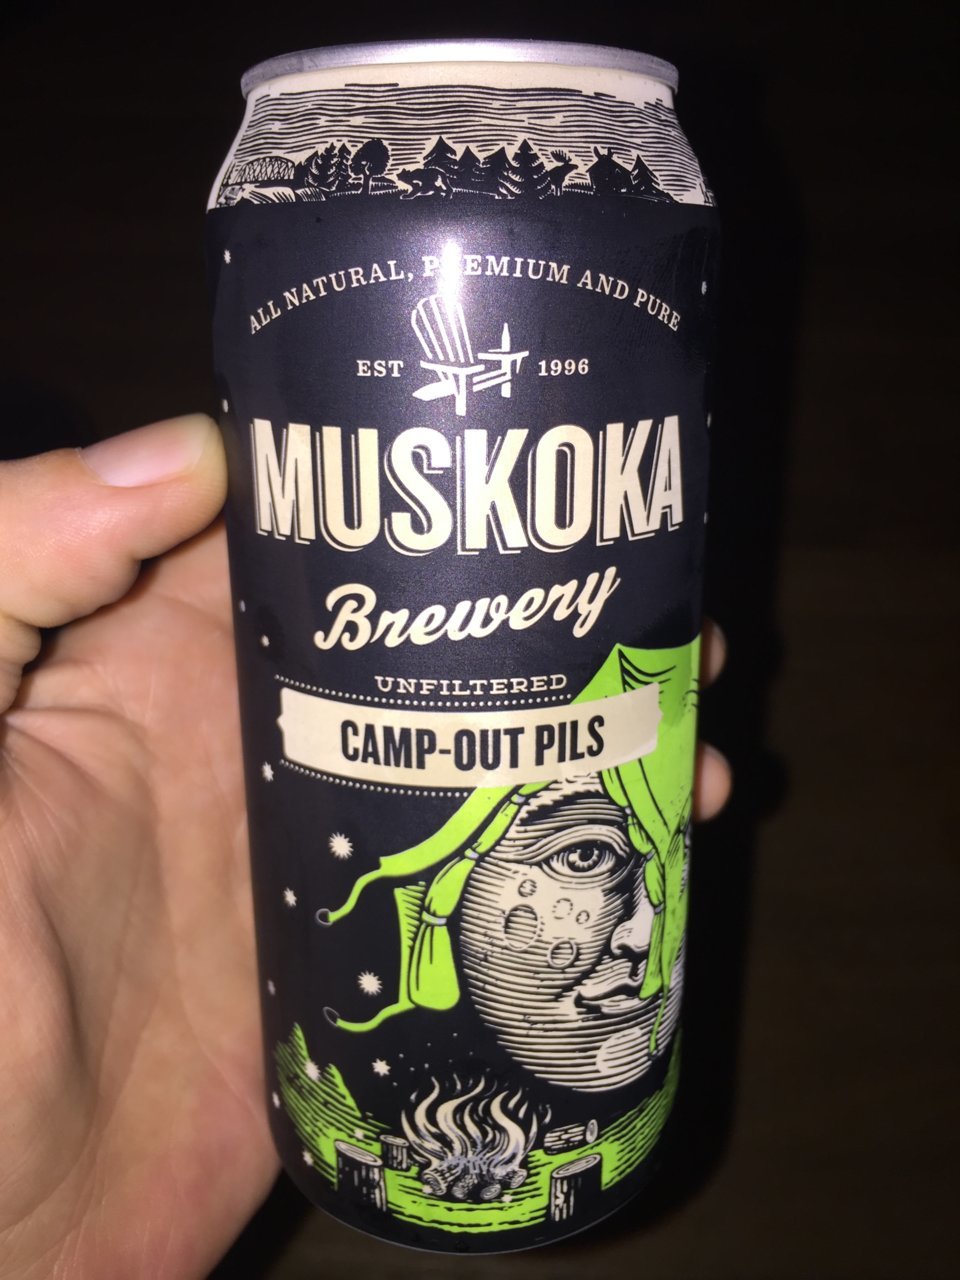 ALL NATURAL, PREMIUM AND PURE
EST 1996
MUSKOKA
Brewery
UNFILTERED
CAMP-OUT PILS